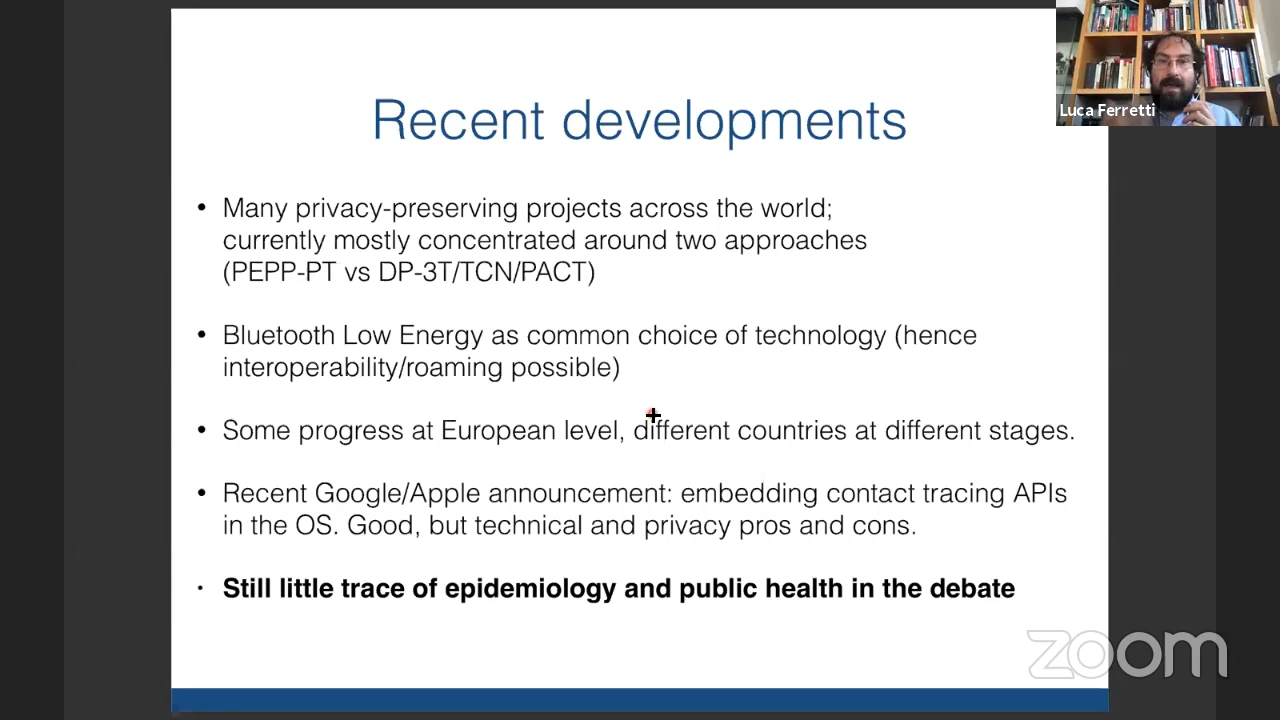 Luca Ferretti
Recent developments
• Many privacy-preserving projects across the world;
currently mostly concentrated around two approaches
(PEPP-PT vs DP-3T/TCN/PACT)
• Bluetooth Low Energy as common choice of technology (hence
interoperability/roaming possible)
• Some progress at European level, different countries at different stages.
• Recent Google/Apple announcement: embedding contact tracing APIs
in the OS. Good, but technical and privacy pros and cons.
• Still little trace of epidemiology and public health in the debate
zoom